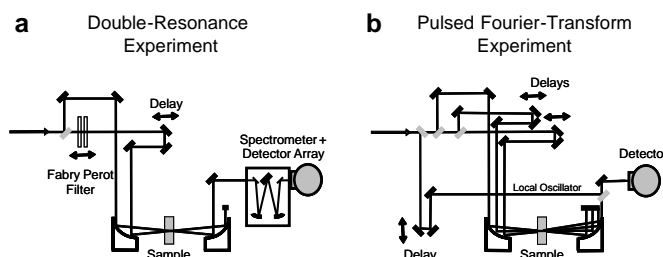 a Double-Resonance
Experiment
Delay
Fabry Perot
Filter
Spectrometer +
Detector Array
Sample
b Pulsed Fourier-Transform
Experiment
Delays
Detector
Local Oscillator
Delay
Sample